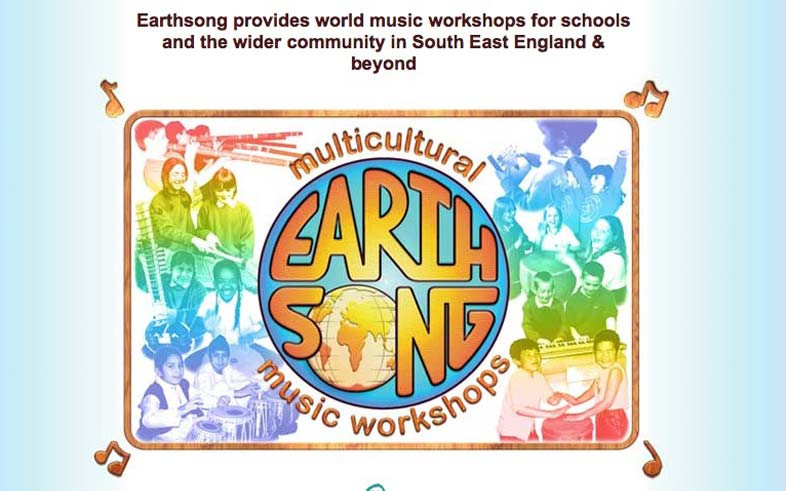 Earthsong provides world music workshops for schools
and the wider community in South East England &
beyond
multicultural
EARTH
SONG
music workshops